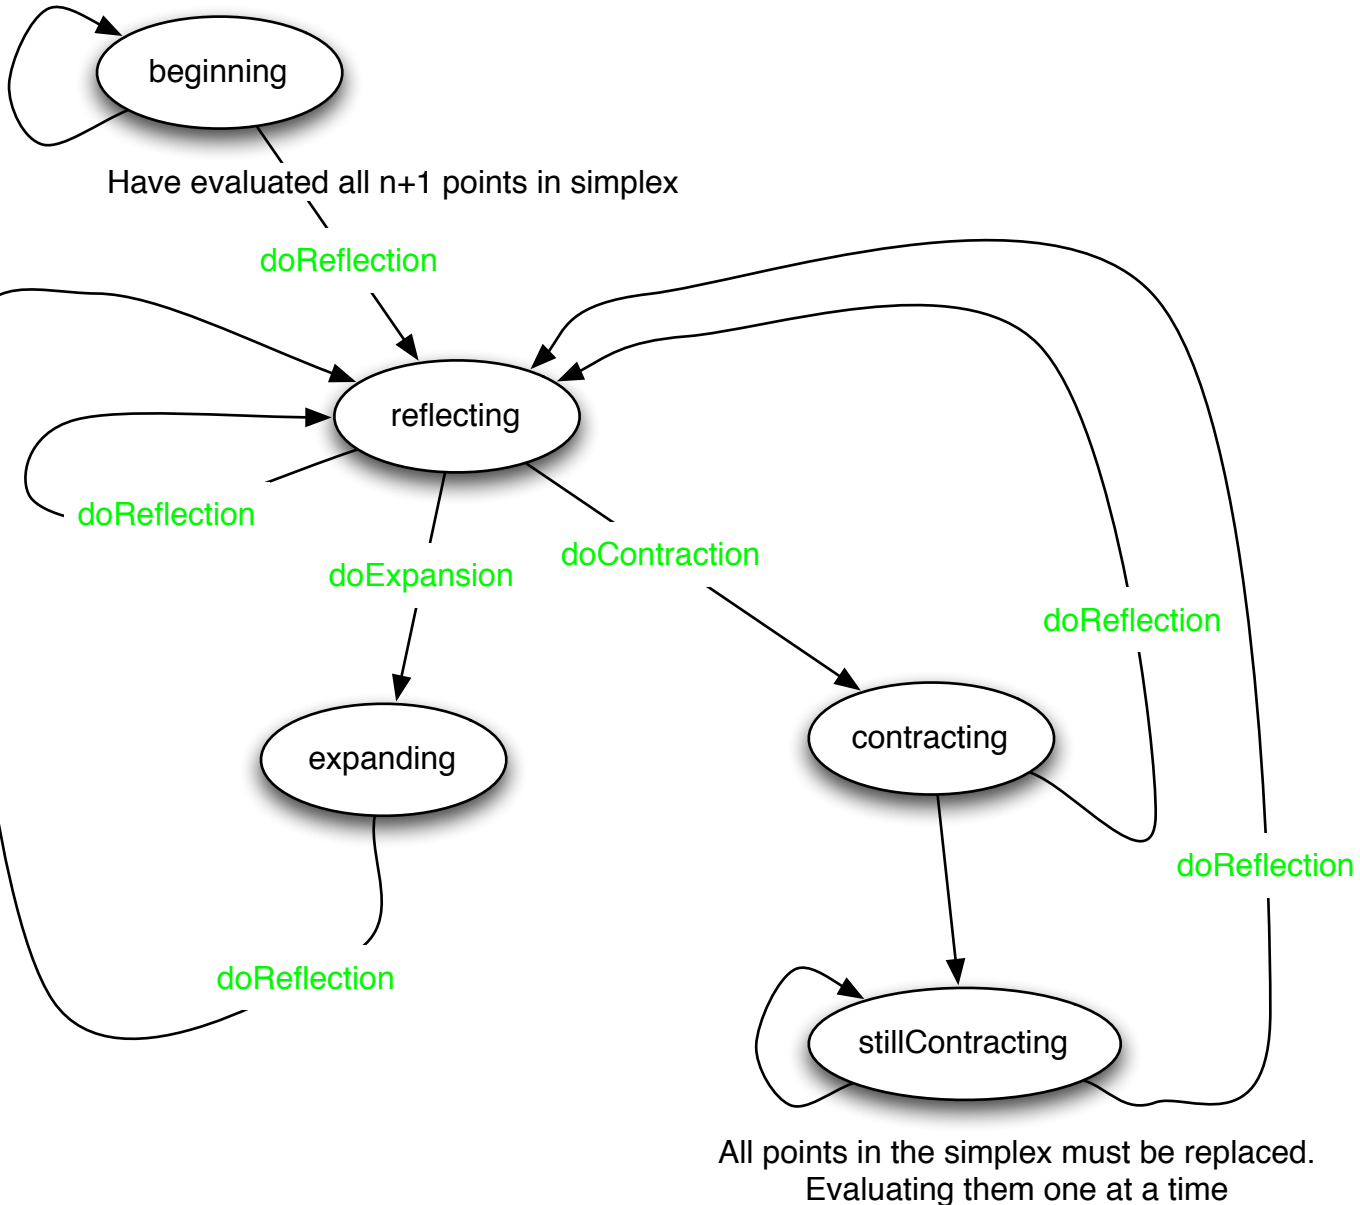 beginning
Have evaluated all n+1 points in simplex
doReflection
reflecting
doReflection
doContraction
doExpansion
doReflection
contracting
expanding
doReflection
doReflection
stillContracting
All points in the simplex must be replaced.
Evaluating them one at a time